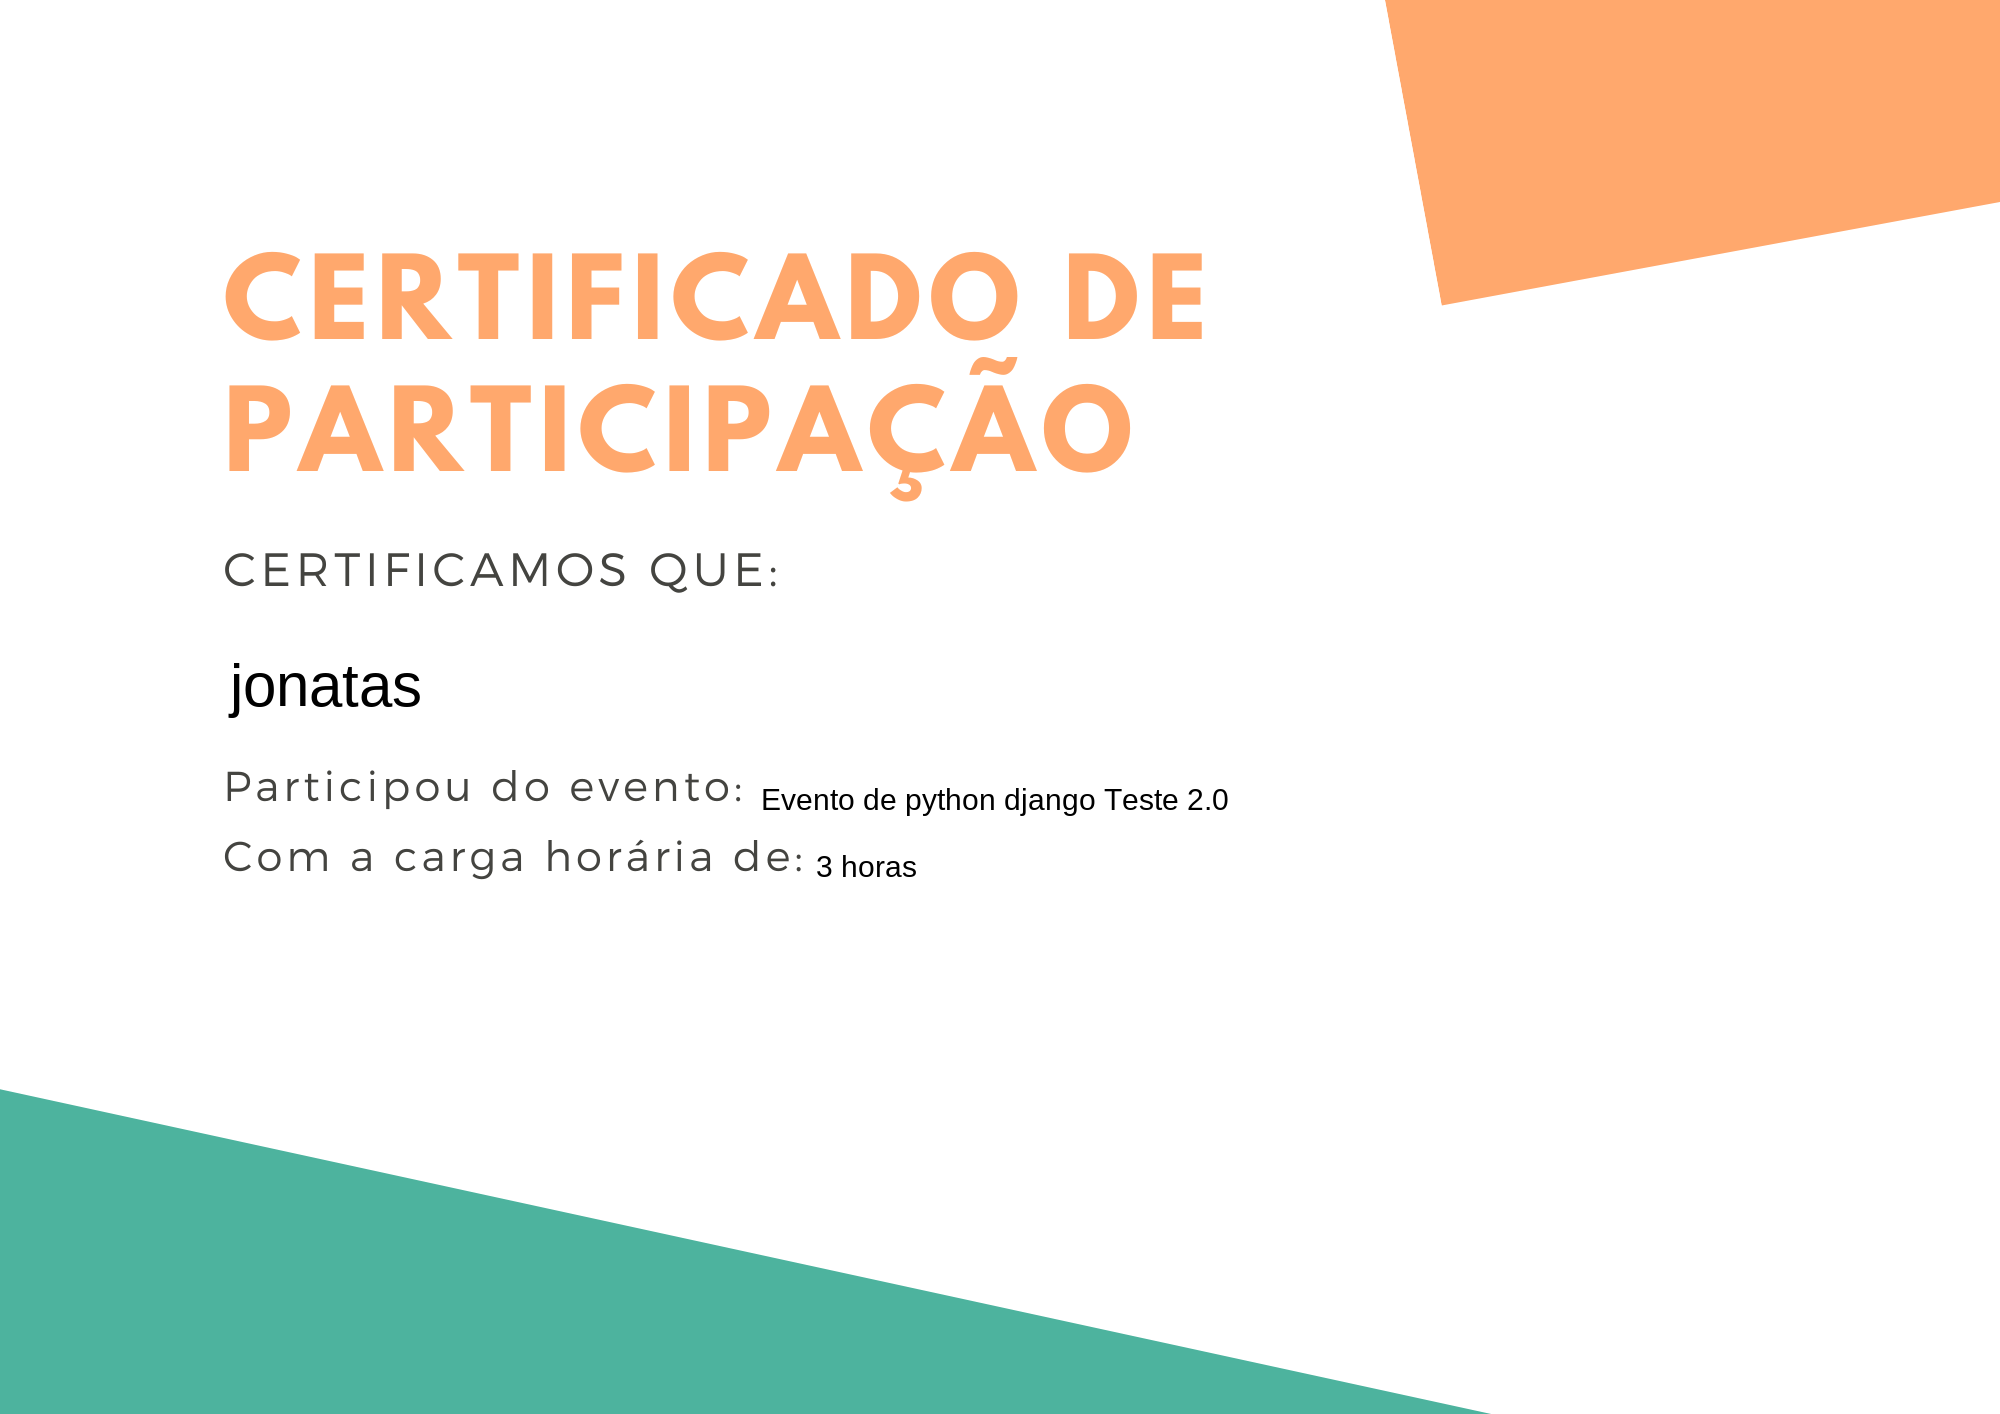 CERTIFICADO DE
PARTICIPAÇÃO
CERTIFICAMOS QUE:
jonatas
Participou do evento: Evento de python django Teste 2.0
Com a carga horária de: 3 horas